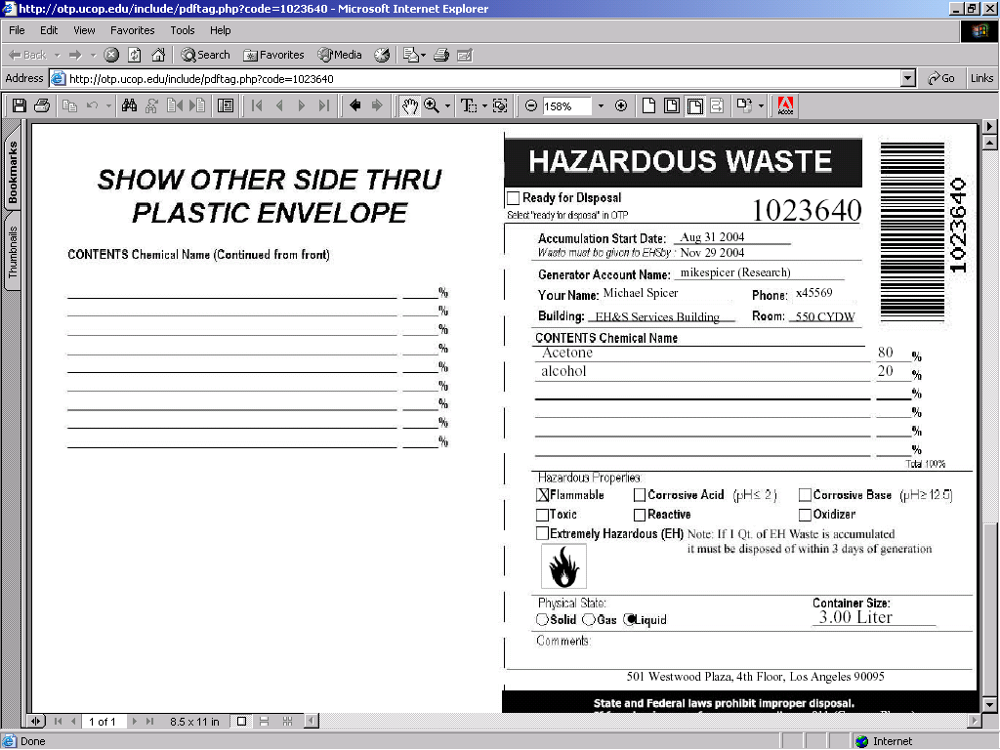 http://otp.ucop.edu/include/pdftag.php?code=1023640 - Microsoft Internet Explorer
File Edit View Favorites Tools Help
Back Search Favorites Media
Address http://otp.ucop.edu/include/pdftag.php?code=1023640 Go Links
158% Adobe
Bookmarks
Thumbnails
SHOW OTHER SIDE THRU
PLASTIC ENVELOPE
CONTENTS Chemical Name (Continued from front)
%
%
%
%
%
%
%
%
%
HAZARDOUS WASTE
Ready for Disposal
Select "ready for disposal" in OTP
1023640
1023640
Accumulation Start Date: Aug 31 2004
Waste must be given to EHSby : Nov 29 2004
Generator Account Name: mikespicer (Research)
Your Name: Michael Spicer Phone: x45569
Building: EH&S Services Building Room: 550 CYDW
CONTENTS Chemical Name
Acetone 80 %
alcohol 20 %
%
%
%
%
Total 100%
Hazardous Properties:
X Flammable Corrosive Acid (pH≤ 2 ) Corrosive Base (pH≥12.5)
Toxic Reactive Oxidizer
Extremely Hazardous (EH) Note: If 1 Qt. of EH Waste is accumulated
it must be disposed of within 3 days of generation
Physical State: Container Size:
Solid Gas Liquid 3.00 Liter
Comments:
501 Westwood Plaza, 4th Floor, Los Angeles 90095
State and Federal laws prohibit improper disposal.
1 of 1 8.5 x 11 in
Done Internet